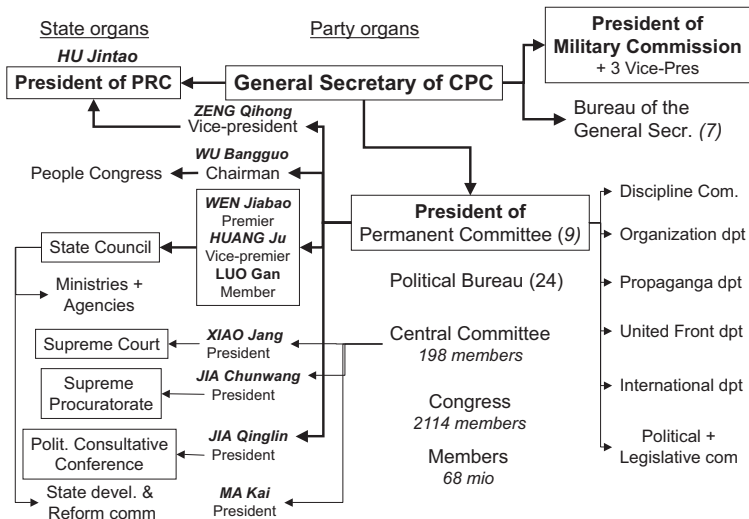 State organs
Party organs
HU Jintao
President of PRC
General Secretary of CPC
President of
Military Commission
+ 3 Vice-Pres
Bureau of the
General Secr. (7)
ZENG Qihong
Vice-president
WU Bangguo
People Congress
Chairman
WEN Jiabao
Premier
HUANG Ju
Vice-premier
LUO Gan
Member
State Council
Ministries +
Agencies
President of
Permanent Committee (9)
Political Bureau (24)
Central Committee
198 members
Congress
2114 members
Members
68 mio
Discipline Com.
Organization dpt
Propaganga dpt
United Front dpt
International dpt
Political +
Legislative com
Supreme Court
XIAO Jang
President
Supreme
Procuratorate
JIA Chunwang
President
Polit. Consultative
Conference
JIA Qinglin
President
State devel. &
Reform comm
MA Kai
President